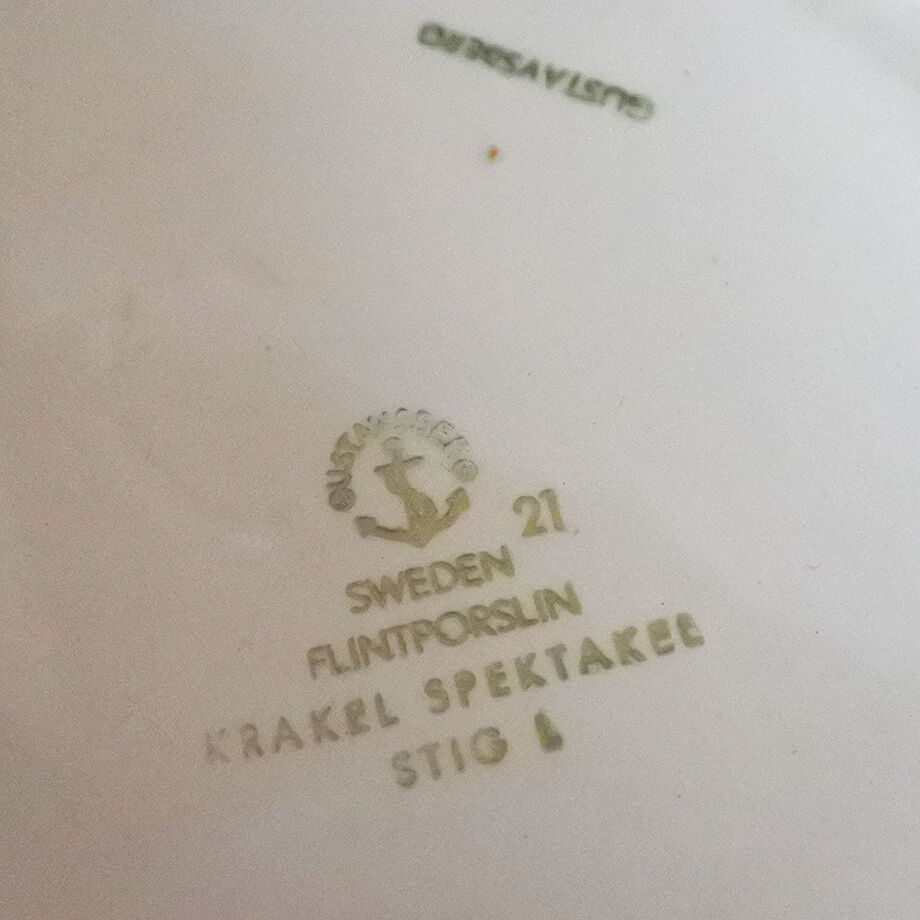 GUSTAVSBERG
GUSTAVSBERG
21
SWEDEN
FLINTPORSLIN
KRAKEL SPEKTAKEL
STIG L